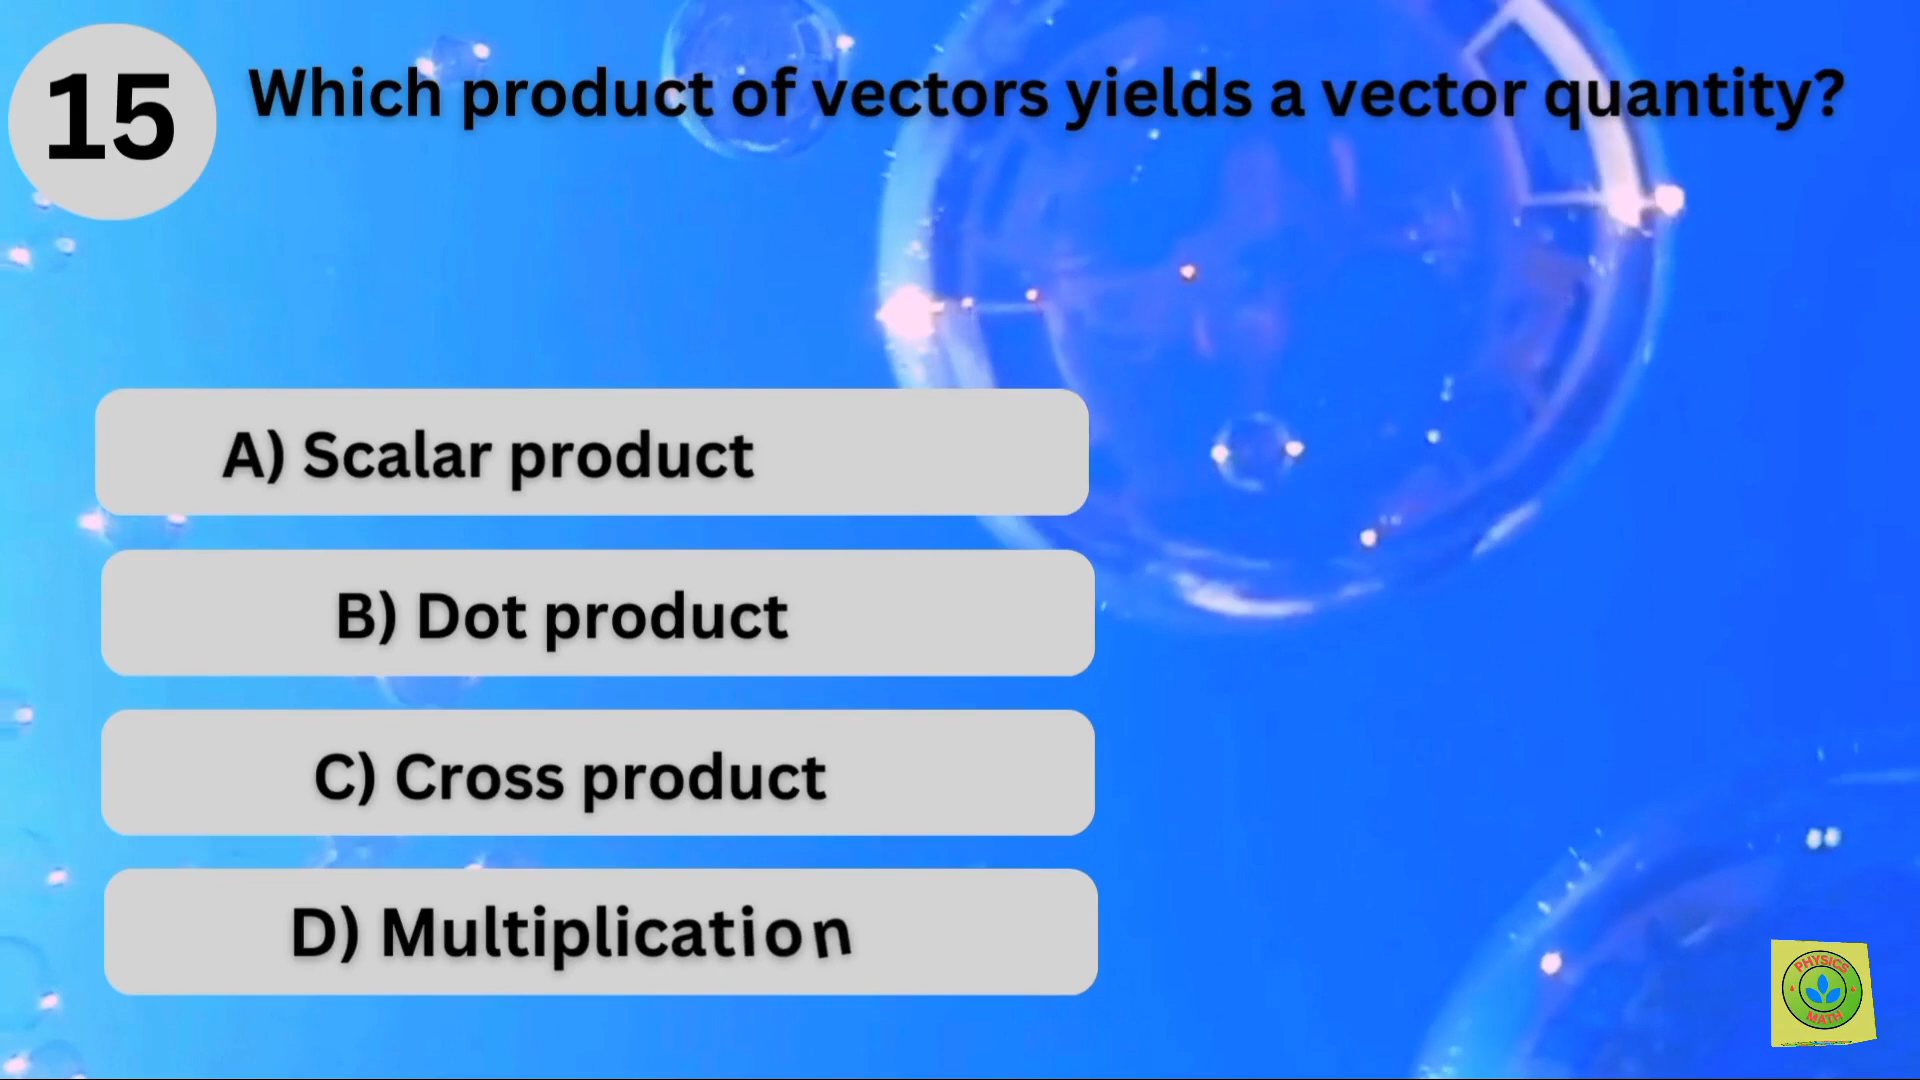 15
Which product of vectors yields a vector quantity?
A) Scalar product
B) Dot product
C) Cross product
D) Multiplication
PHYSICS
MATH